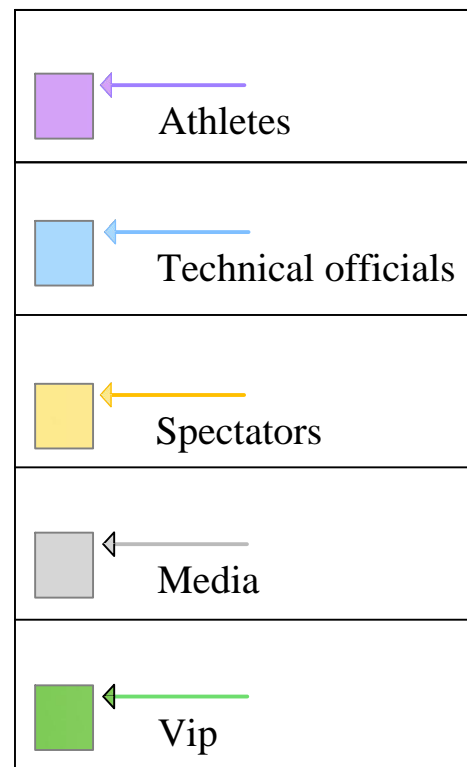 Athletes
Technical officials
Spectators
Media
Vip